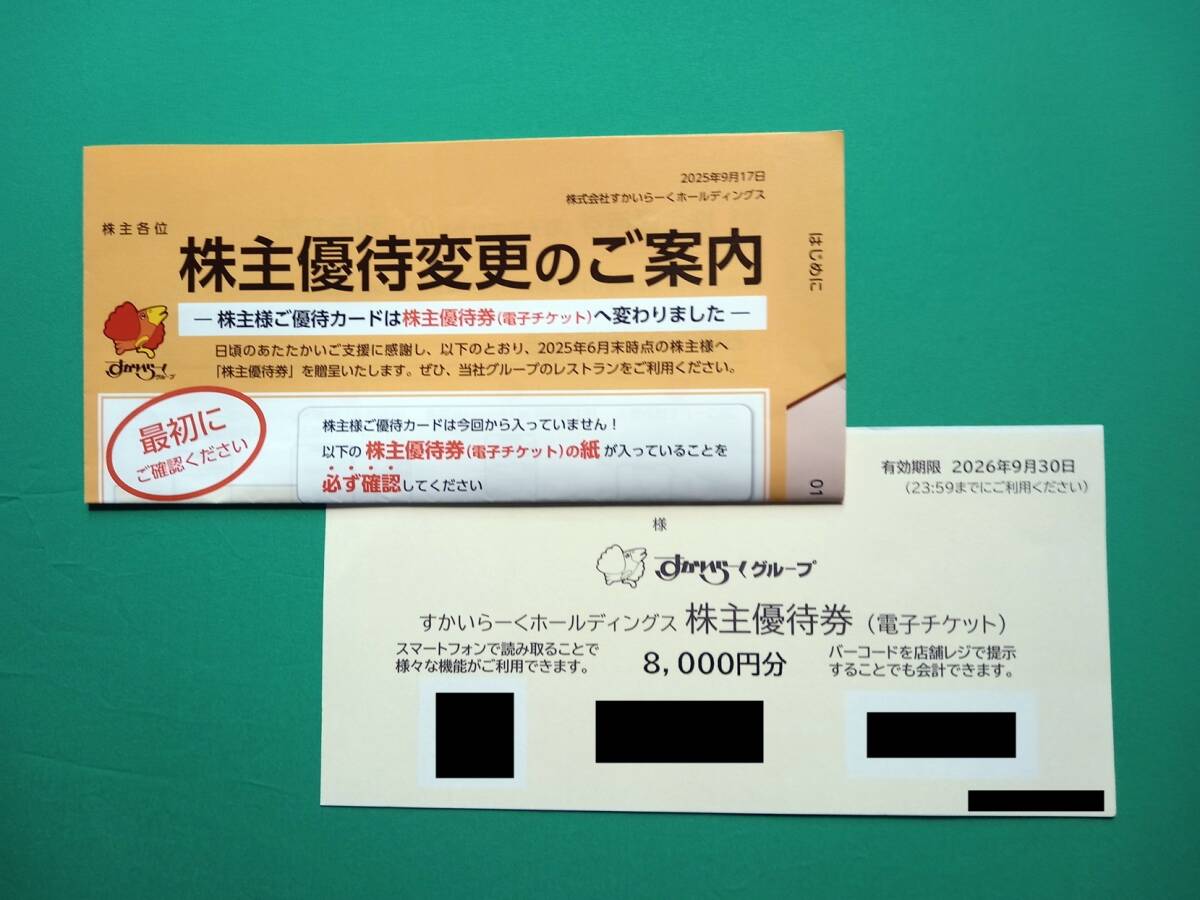 2025年9月17日
株式会社すかいらーくホールディングス
株主各位
株主優待変更のご案内
― 株主様ご優待カードは株主優待券(電子チケット)へ変わりました ―
日頃のあたたかいご支援に感謝し、以下のとおり、2025年6月末時点の株主様へ
「株主優待券」を贈呈いたします。ぜひ、当社グループのレストランをご利用ください。
すかいらーくグループ
最初に
ご確認ください
株主様ご優待カードは今回から入っていません!
以下の 株主優待券(電子チケット)の紙 が入っていることを
必ず確認してください
はじめに
01
有効期限 2026年9月30日
(23:59までにご利用ください)
様
すかいらーくグループ
すかいらーくホールディングス 株主優待券 (電子チケット)
スマートフォンで読み取ることで
様々な機能がご利用できます。
8,000円分
バーコードを店舗レジで提示
することでも会計できます。